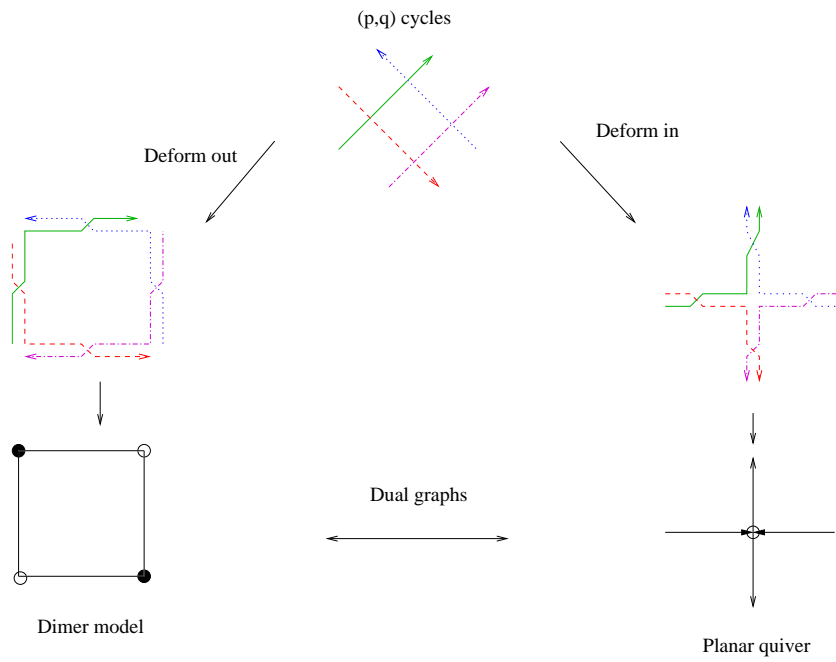 (p,q) cycles
Deform out
Deform in
Dual graphs
Dimer model
Planar quiver